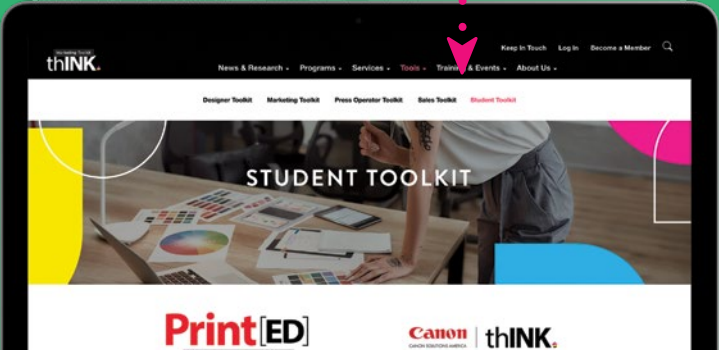 Keep In Touch Log In Become a Member
thINK
News & Research Programs Services Tools Training & Events About Us
Designer Toolkit Marketing Toolkit Press Operator Toolkit Sales Toolkit Student Toolkit
STUDENT TOOLKIT
Print[ED]
Canon thINK
CANON SOLUTIONS AMERICA